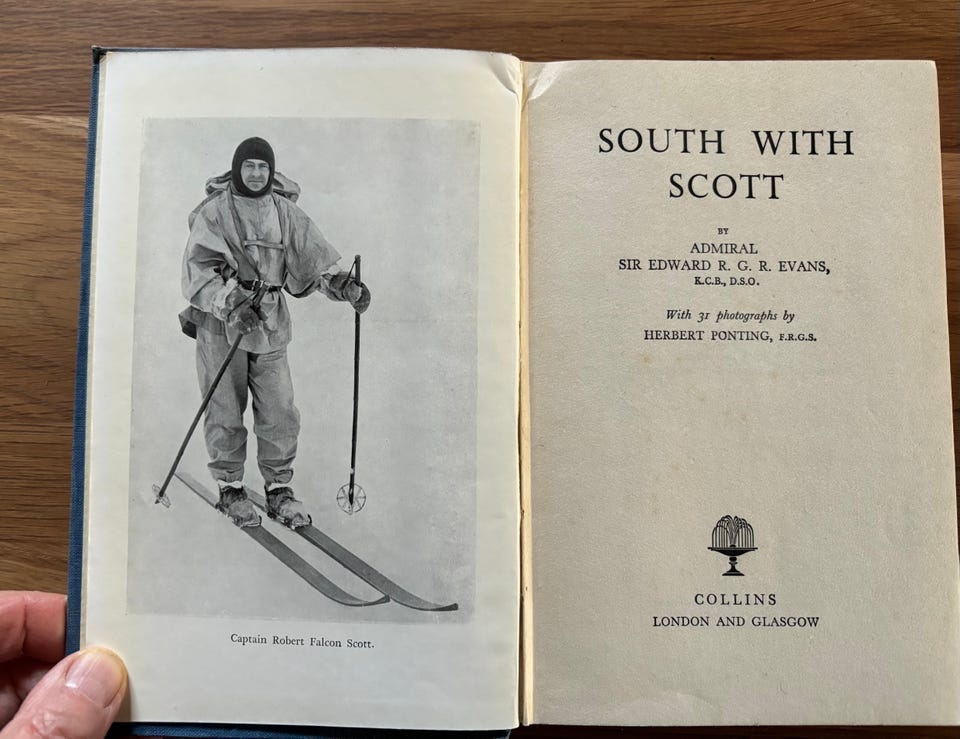 Captain Robert Falcon Scott.
SOUTH WITH
SCOTT
BY
ADMIRAL
SIR EDWARD R. G. R. EVANS,
K.C.B., D.S.O.
With 31 photographs by
HERBERT PONTING, F.R.G.S.
COLLINS
LONDON AND GLASGOW